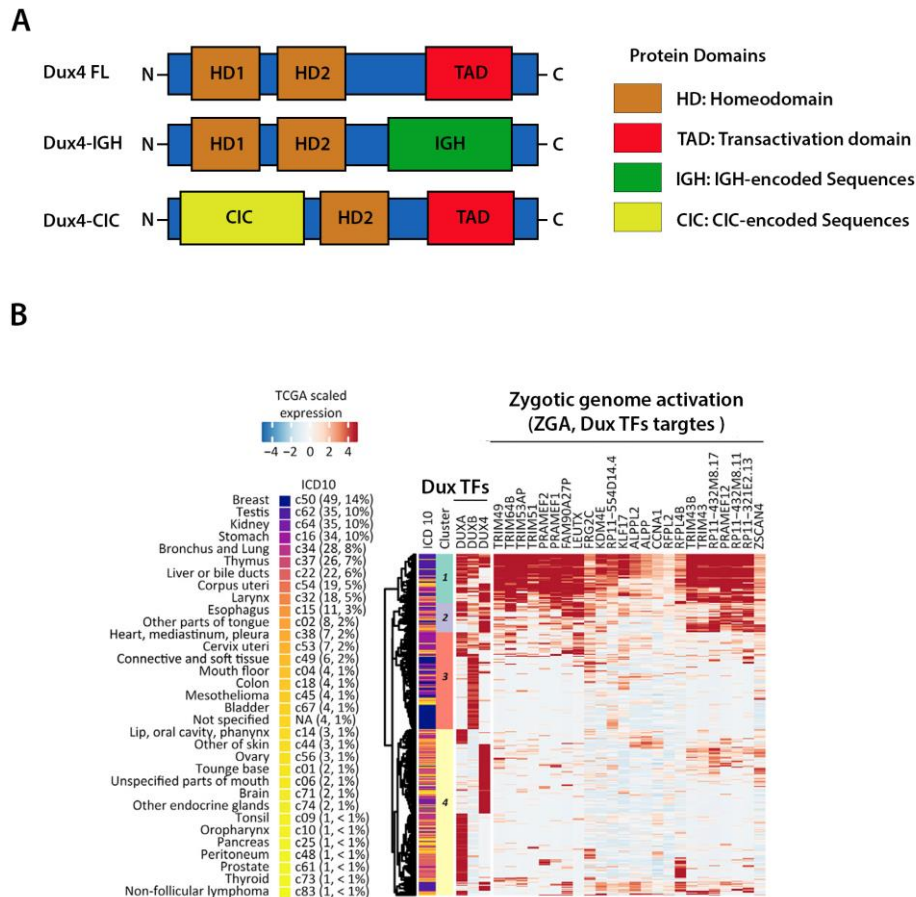 A
Dux4 FL N HD1 HD2 TAD C
Dux4-IGH N HD1 HD2 IGH C
Dux4-CIC N CIC HD2 TAD C
Protein Domains
HD: Homeodomain
TAD: Transactivation domain
IGH: IGH-encoded Sequences
CIC: CIC-encoded Sequences
B
TCGA scaled
expression
−4 −2 0 2 4
Zygotic genome activation
(ZGA, Dux TFs targtes )
Dux TFs
ICD 10
Cluster
DUXA
DUXB
DUX4
TRIM49
TRIM64B
TRIM53AP
TRIM51
PRAMEF2
PRAMEF1
FAM90A27P
LEUTX
FRG2C
KDM4E
RP11-554D14.4
KLF17
ALPPL2
ALPP
CCNA1
RFPL2
RFPL4B
TRIM43B
TRIM43
RP11-432M8.17
PRAMEF12
RP11-432M8.11
RP11-321E2.13
ZSCAN4
1
2
3
4
ICD10
Breast c50 (49, 14%)
Testis c62 (35, 10%)
Kidney c64 (35, 10%)
Stomach c16 (34, 10%)
Bronchus and Lung c34 (28, 8%)
Thymus c37 (26, 7%)
Liver or bile ducts c22 (22, 6%)
Corpus uteri c54 (19, 5%)
Larynx c32 (18, 5%)
Esophagus c15 (11, 3%)
Other parts of tongue c02 (8, 2%)
Heart, mediastinum, pleura c38 (7, 2%)
Cervix uteri c53 (7, 2%)
Connective and soft tissue c49 (6, 2%)
Mouth floor c04 (4, 1%)
Colon c18 (4, 1%)
Mesothelioma c45 (4, 1%)
Bladder c67 (4, 1%)
Not specified NA (4, 1%)
Lip, oral cavity, phanynx c14 (3, 1%)
Other of skin c44 (3, 1%)
Ovary c56 (3, 1%)
Tounge base c01 (2, 1%)
Unspecified parts of mouth c06 (2, 1%)
Brain c71 (2, 1%)
Other endocrine glands c74 (2, 1%)
Tonsil c09 (1, < 1%)
Oropharynx c10 (1, < 1%)
Pancreas c25 (1, < 1%)
Peritoneum c48 (1, < 1%)
Prostate c61 (1, < 1%)
Thyroid c73 (1, < 1%)
Non-follicular lymphoma c83 (1, < 1%)